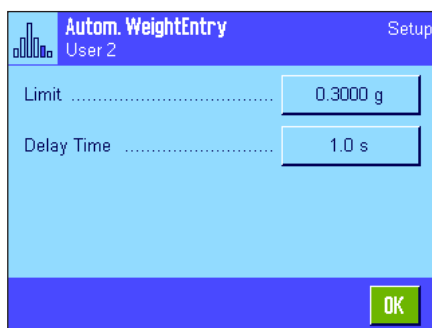 Autom. WeightEntry Setup
User 2
Limit ................................... 0.3000 g
Delay Time .......................... 1.0 s
OK